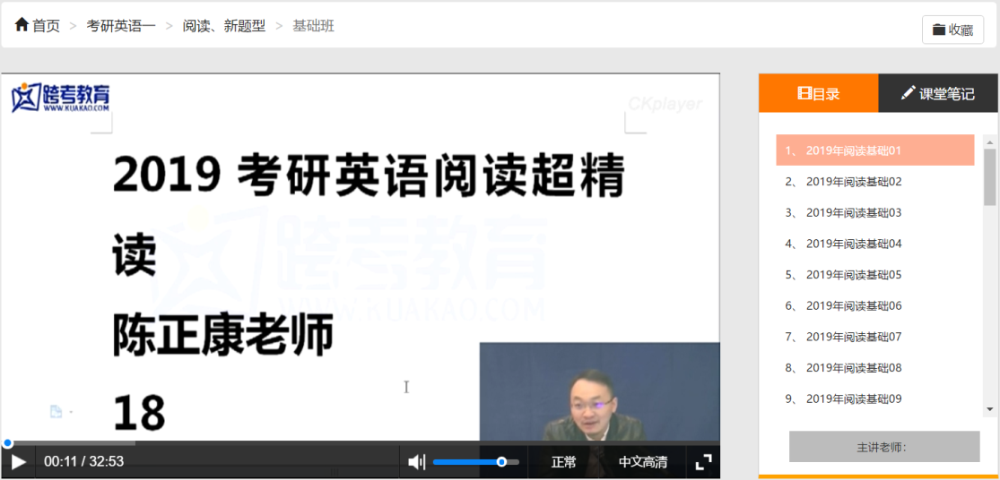 首页 > 考研英语一 > 阅读、新题型 > 基础班
收藏
跨考教育
WWW.KUAKAO.COM
CKplayer
2019 考研英语阅读超精
读
陈正康老师
18
跨考教育
WWW.KUAKAO.COM
00:11 / 32:53
正常
中文高清
目录
课堂笔记
1、 2019年阅读基础01
2、 2019年阅读基础02
3、 2019年阅读基础03
4、 2019年阅读基础04
5、 2019年阅读基础05
6、 2019年阅读基础06
7、 2019年阅读基础07
8、 2019年阅读基础08
9、 2019年阅读基础09
主讲老师：